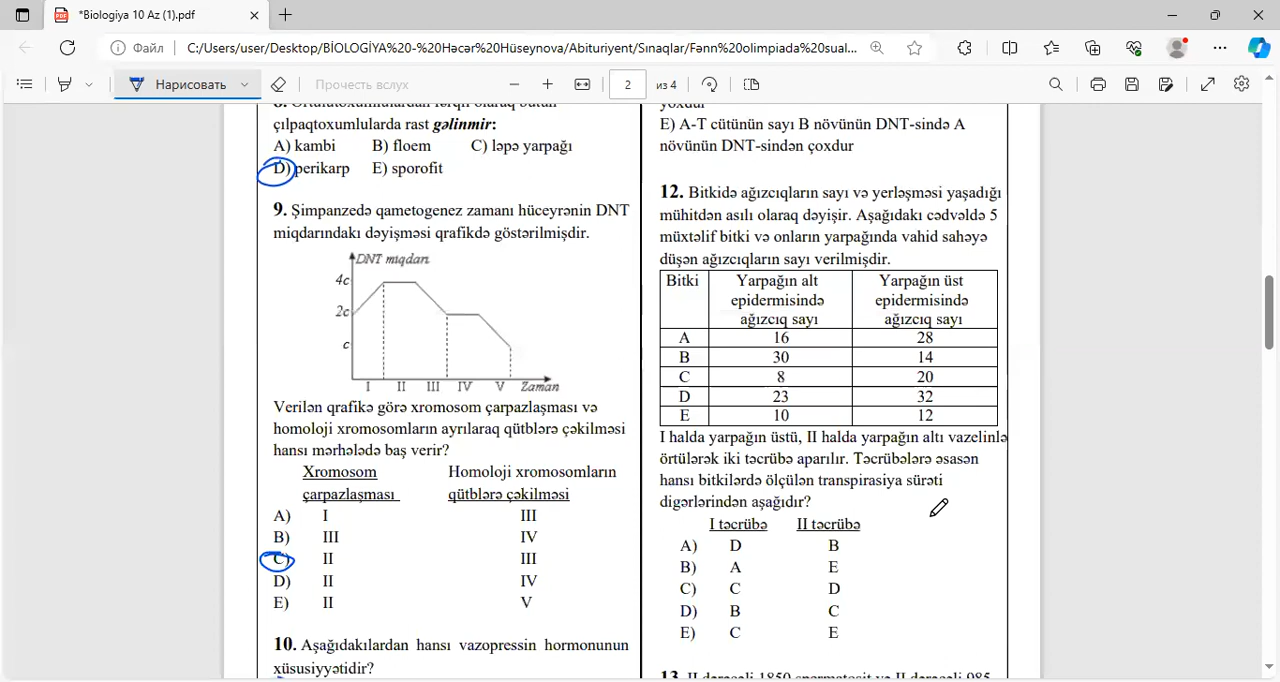 *Biologiya 10 Az (1).pdf
Файл
C:/Users/user/Desktop/BİOLOGİYA%20-%20Həcər%20Hüseynova/Abituriyent/Sınaqlar/Fənn%20olimpiada%20sual...
Нарисовать
Прочесть вслух
2
из 4
çılpaqtoxumlularda rast gəlinmir:
A) kambi B) floem C) ləpə yarpağı
D) perikarp E) sporofit
9. Şimpanzedə qametogenez zamanı hüceyrənin DNT
miqdarındakı dəyişməsi qrafikdə göstərilmişdir.
DNT miqdarı
4c
2c
c
I II III IV V Zaman
Verilən qrafikə görə xromosom çarpazlaşması və
homoloji xromosomların ayrılaraq qütblərə çəkilməsi
hansı mərhələdə baş verir?
Xromosom Homoloji xromosomların
çarpazlaşması qütblərə çəkilməsi
A) I III
B) III IV
C) II III
D) II IV
E) II V
10. Aşağıdakılardan hansı vazopressin hormonunun
xüsusiyyətidir?
yoxdur
E) A-T cütünün sayı B növünün DNT-sində A
növünün DNT-sindən çoxdur
12. Bitkidə ağızcıqların sayı və yerləşməsi yaşadığı
mühitdən asılı olaraq dəyişir. Aşağıdakı cədvəldə 5
müxtəlif bitki və onların yarpağında vahid sahəyə
düşən ağızcıqların sayı verilmişdir.
Bitki Yarpağın alt Yarpağın üst
epidermisində epidermisində
ağızcıq sayı ağızcıq sayı
A 16 28
B 30 14
C 8 20
D 23 32
E 10 12
I halda yarpağın üstü, II halda yarpağın altı vazelinlə
örtülərək iki təcrübə aparılır. Təcrübələrə əsasən
hansı bitkilərdə ölçülən transpirasiya sürəti
digərlərindən aşağıdır?
I təcrübə II təcrübə
A) D B
B) A E
C) C D
D) B C
E) C E